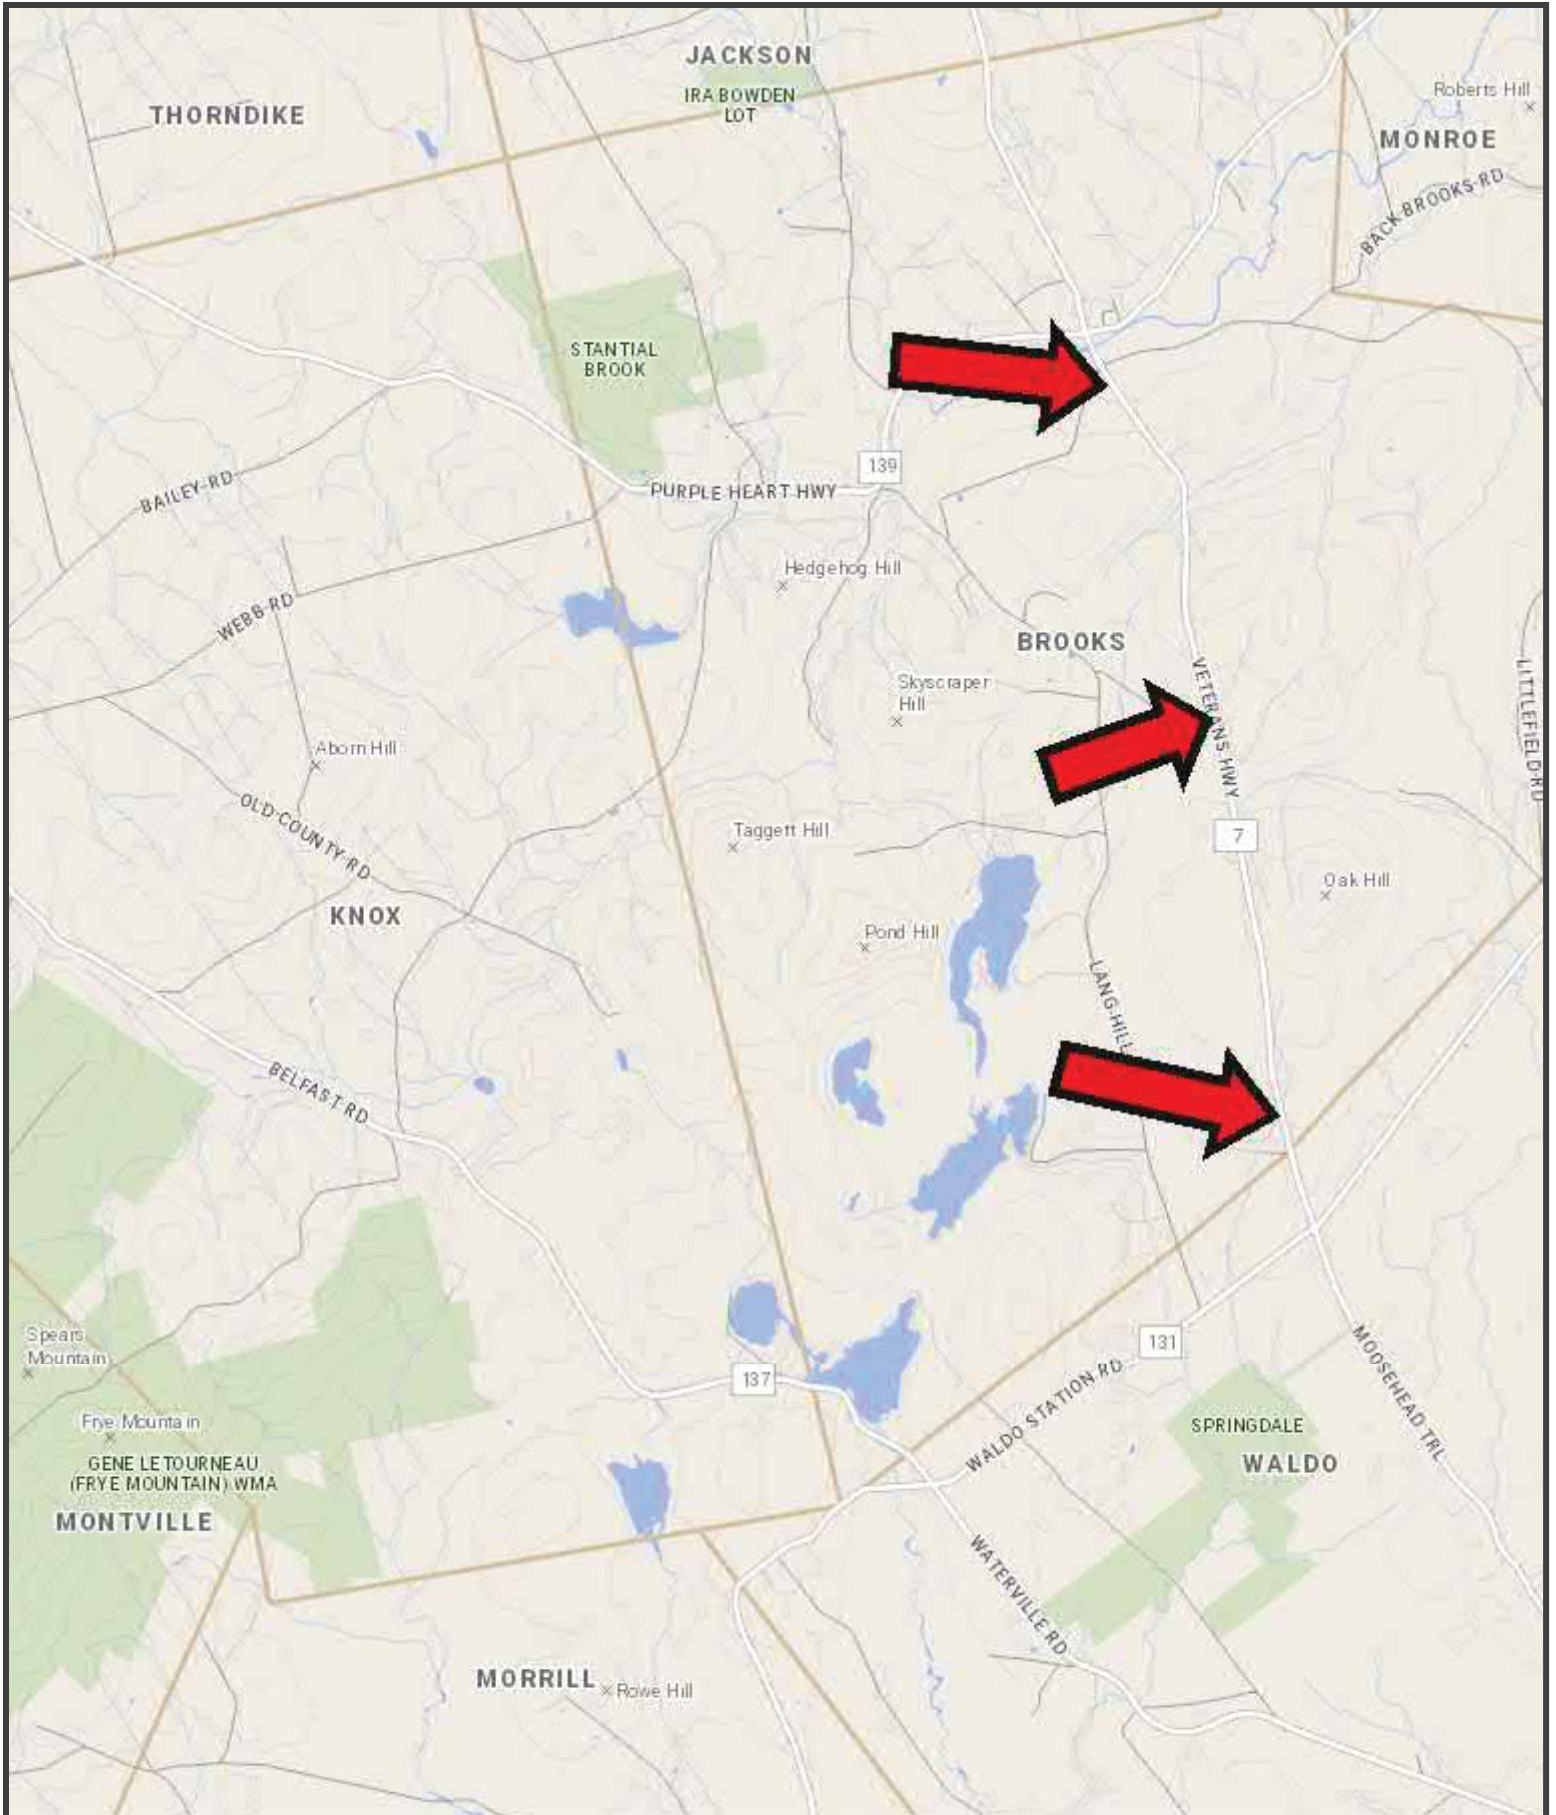 JACKSON
IRA BOWDEN
LOT
THORNDIKE
Roberts Hill
MONROE
BACK BROOKS RD
STANTIAL
BROOK
139
PURPLE HEART HWY
BAILEY RD
Hedgehog Hill
WEBB RD
BROOKS
Skyscraper
Hill
VETERANS HWY
LITTLEFIELD RD
Aborn Hill
OLD COUNTY RD
Taggett Hill
7
Oak Hill
KNOX
Pond Hill
LANG HILL
BELFAST RD
Spears
Mountain
131
MOOSEHEAD TRL
137
WALDO STATION RD
Frye Mountain
SPRINGDALE
GENE LETOURNEAU
(FRYE MOUNTAIN) WMA
WALDO
MONTVILLE
WATERVILLE RD
MORRILL
Rowe Hill